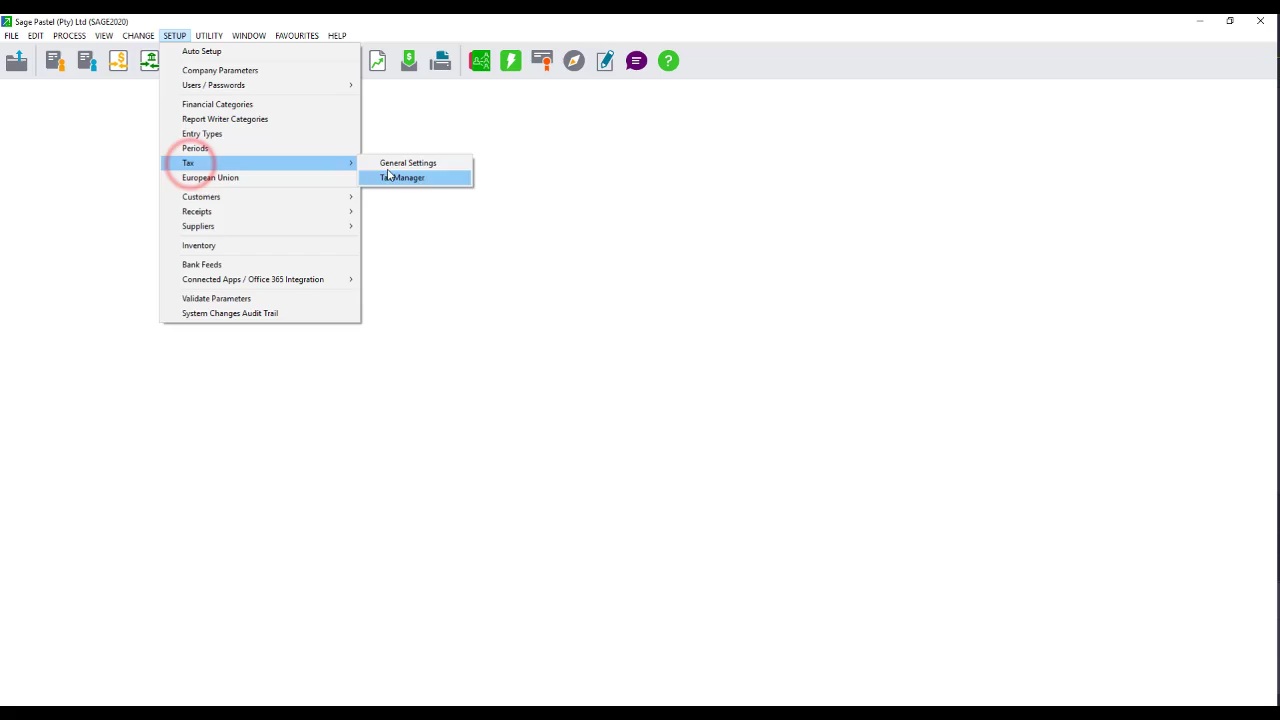 Sage Pastel (Pty) Ltd (SAGE2020)
FILE EDIT PROCESS VIEW CHANGE SETUP UTILITY WINDOW FAVOURITES HELP
Auto Setup
Company Parameters
Users / Passwords
Financial Categories
Report Writer Categories
Entry Types
Periods
Tax
General Settings
European Union
Tax Manager
Customers
Receipts
Suppliers
Inventory
Bank Feeds
Connected Apps / Office 365 Integration
Validate Parameters
System Changes Audit Trail